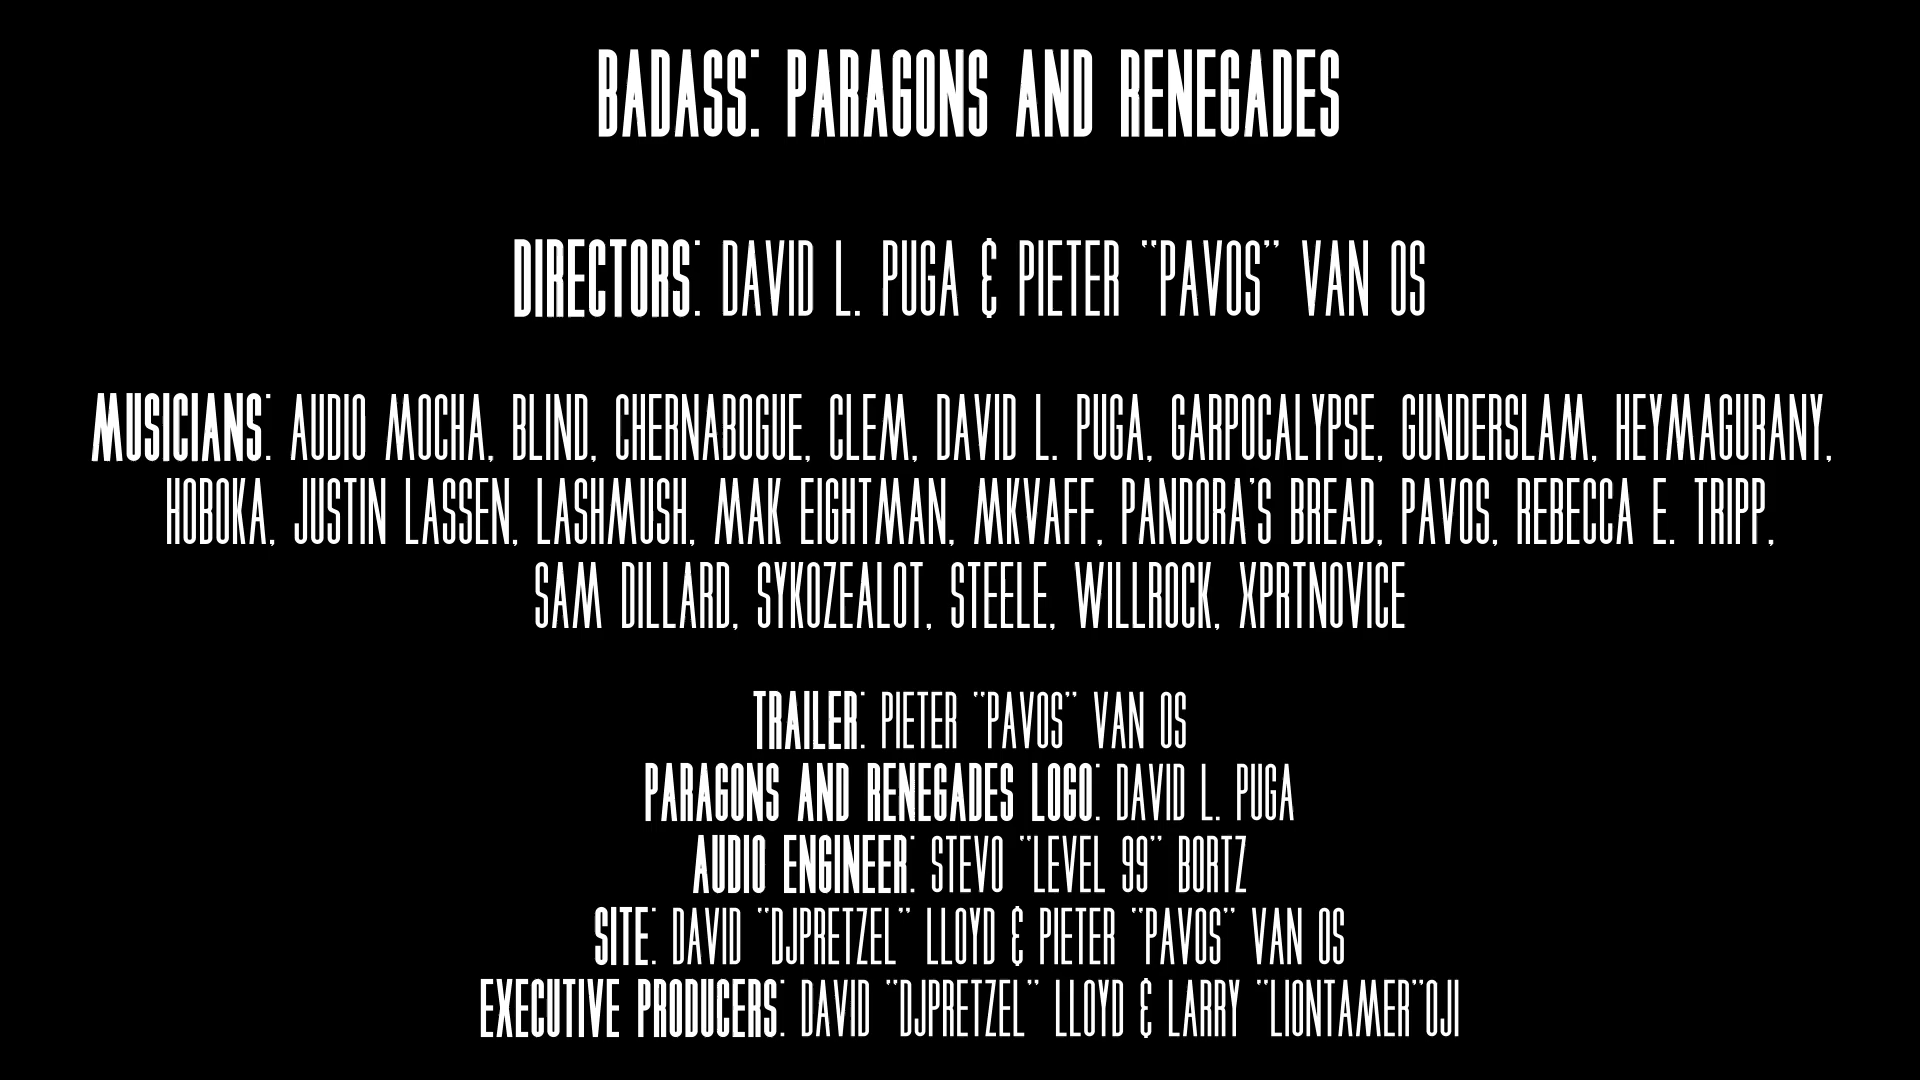 BADASS: PARAGONS AND RENEGADES
DIRECTORS: DAVID L. PUGA & PIETER "PAVOS" VAN OS
MUSICIANS: AUDIO MOCHA, BLIND, CHERNABOGUE, CLEM, DAVID L. PUGA, GARPOCALYPSE, GUNDERSLAM, HEYMAGURANY,
HOBOKA, JUSTIN LASSEN, LASHMUSH, MAK EIGHTMAN, MKVAFF, PANDORA'S BREAD, PAVOS, REBECCA E. TRIPP,
SAM DILLARD, SYKOZEALOT, STEELE, WILLROCK, XPRTNOVICE
TRAILER: PIETER "PAVOS" VAN OS
PARAGONS AND RENEGADES LOGO: DAVID L. PUGA
AUDIO ENGINEER: STEVO "LEVEL 99" BORTZ
SITE: DAVID "DJPRETZEL" LLOYD & PIETER "PAVOS" VAN OS
EXECUTIVE PRODUCERS: DAVID "DJPRETZEL" LLOYD & LARRY "LIONTAMER"OJI